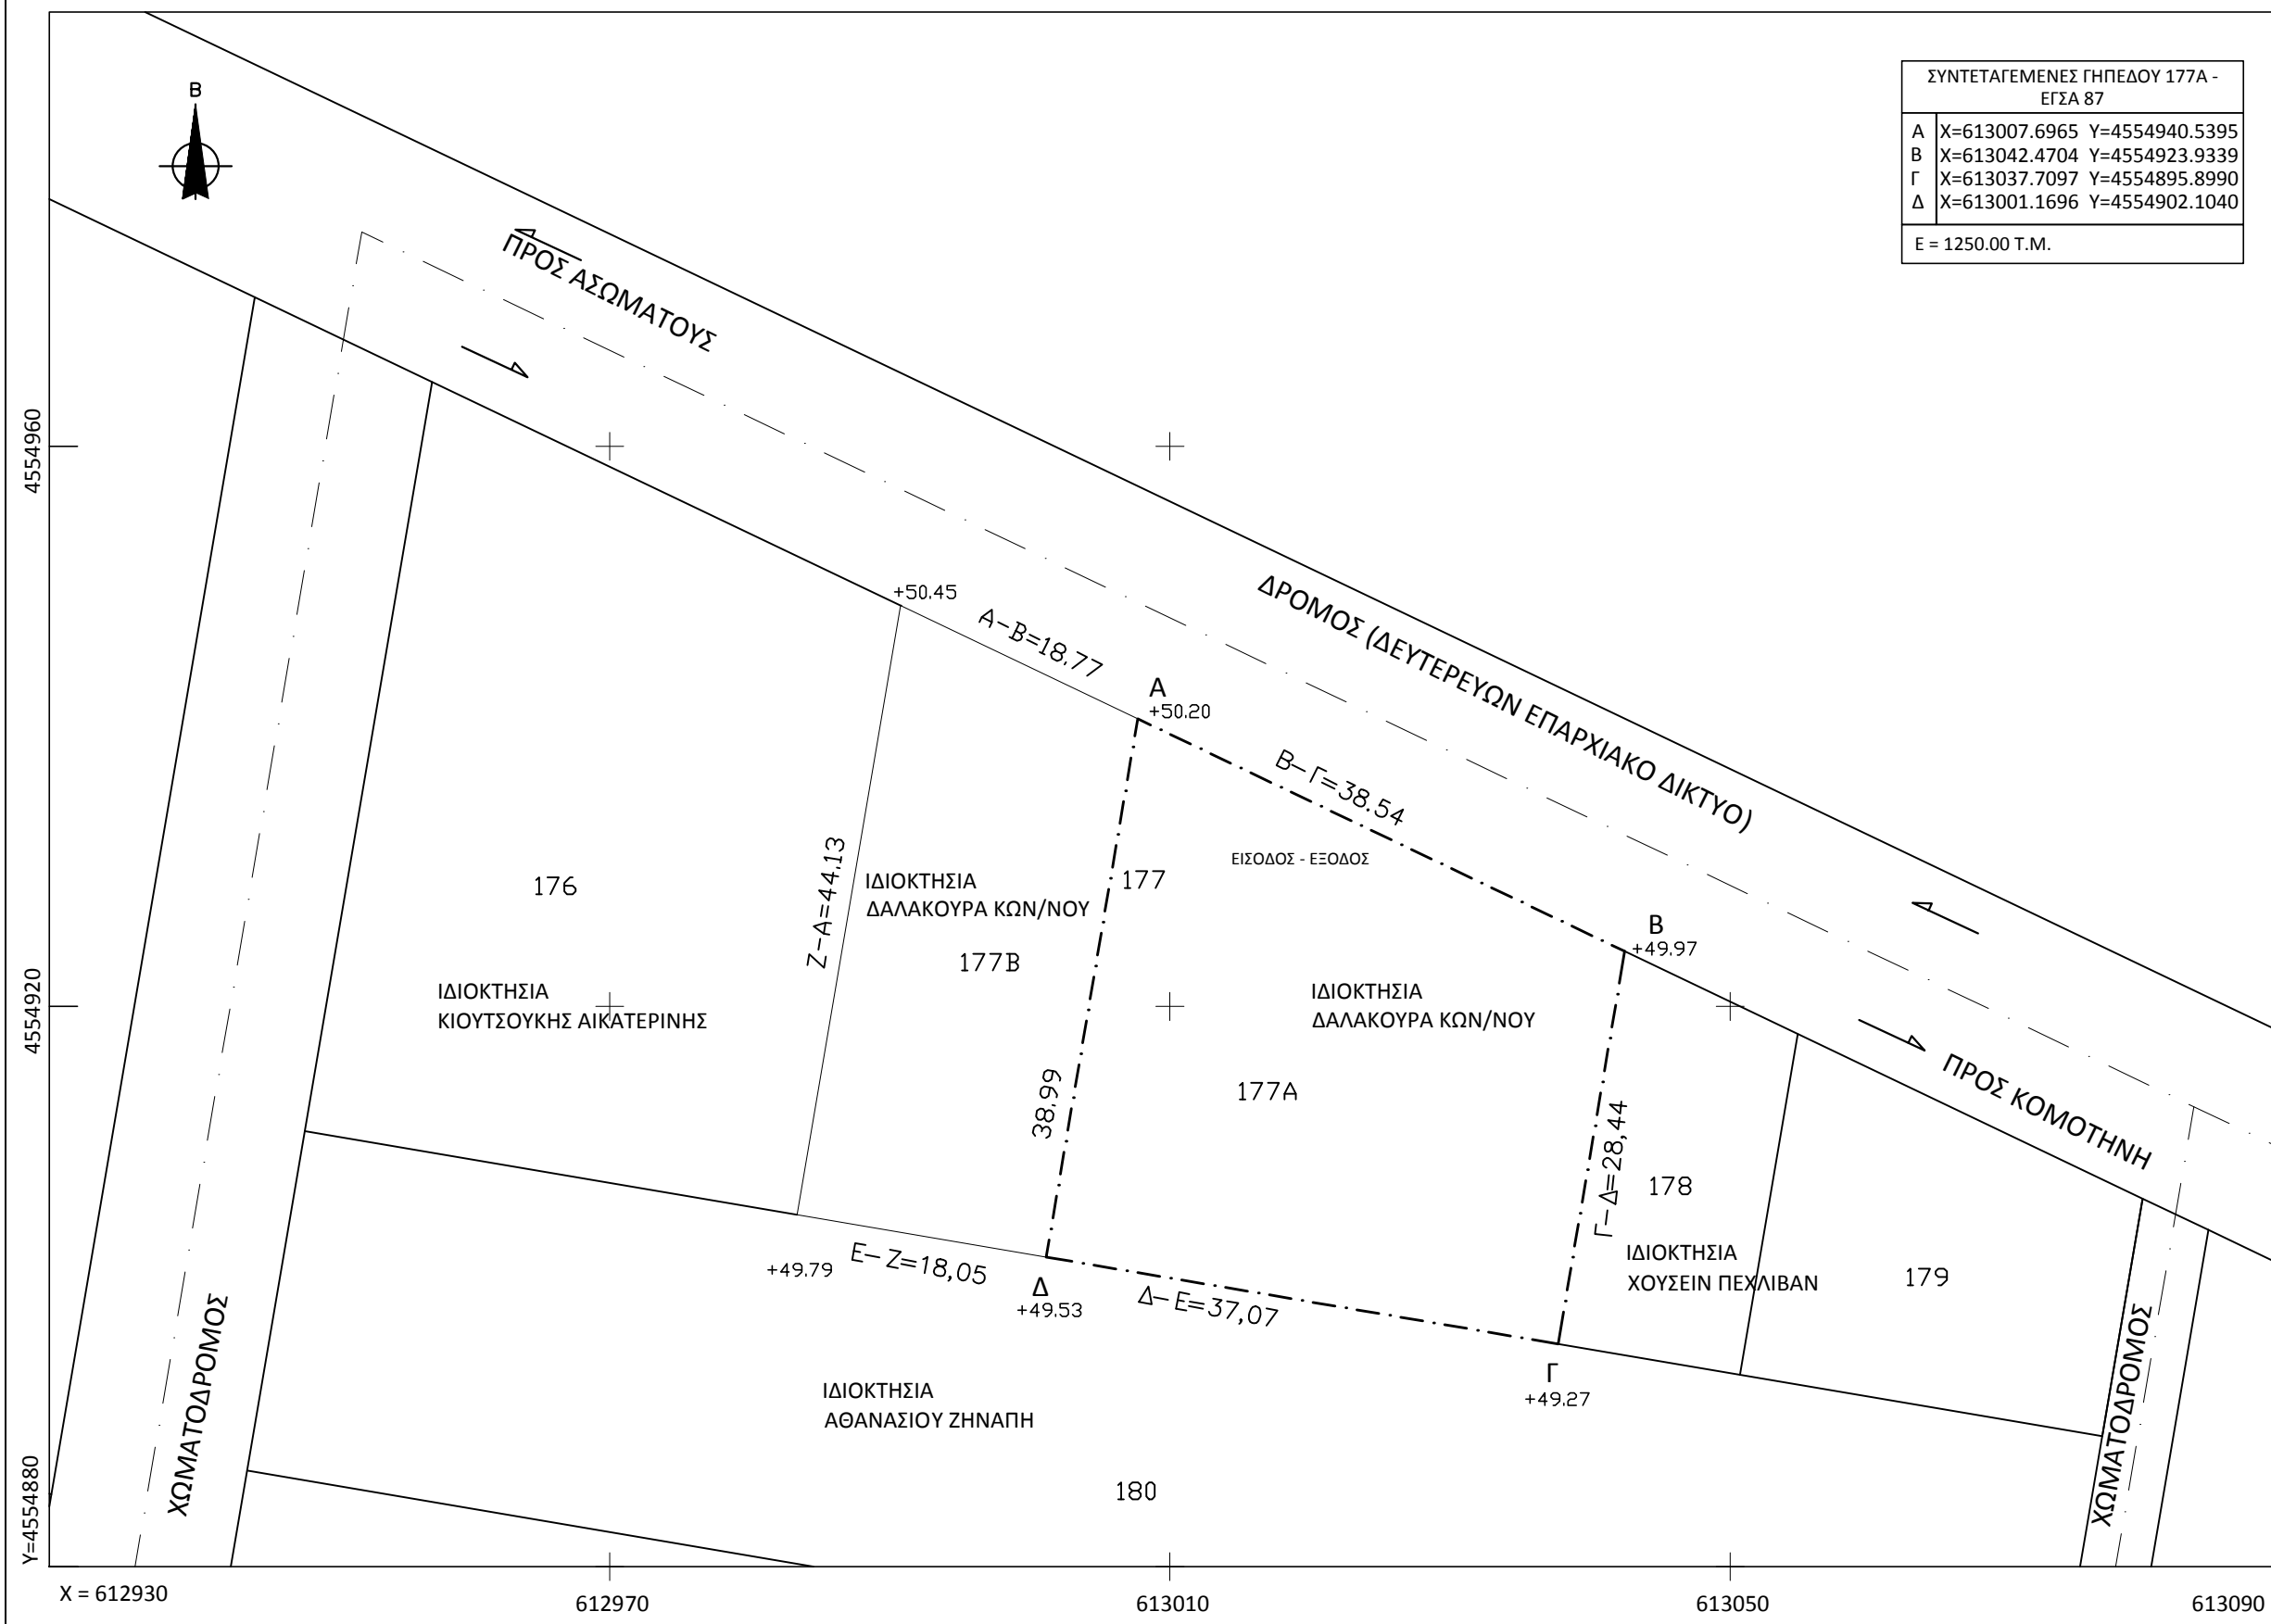 ΣΥΝΤΕΤΑΓΕΜΕΝΕΣ ΓΗΠΕΔΟΥ 177Α -
ΕΓΣΑ 87
Α X=613007.6965 Y=4554940.5395
Β X=613042.4704 Y=4554923.9339
Γ X=613037.7097 Y=4554895.8990
Δ X=613001.1696 Y=4554902.1040
Ε = 1250.00 Τ.Μ.
Β
ΠΡΟΣ ΑΣΩΜΑΤΟΥΣ
4554960
+50.45
Α-Β=18.77
ΔΡΟΜΟΣ (ΔΕΥΤΕΡΕΥΩΝ ΕΠΑΡΧΙΑΚΟ ΔΙΚΤΥΟ)
Α
+50.20
Β-Γ=38.54
ΕΙΣΟΔΟΣ - ΕΞΟΔΟΣ
176
Ζ-Α=44.13
ΙΔΙΟΚΤΗΣΙΑ
ΔΑΛΑΚΟΥΡΑ ΚΩΝ/ΝΟΥ
177
177Β
Β
+49.97
4554920
ΙΔΙΟΚΤΗΣΙΑ
ΚΙΟΥΤΣΟΥΚΗΣ ΑΙΚΑΤΕΡΙΝΗΣ
ΙΔΙΟΚΤΗΣΙΑ
ΔΑΛΑΚΟΥΡΑ ΚΩΝ/ΝΟΥ
38.99
177Α
ΠΡΟΣ ΚΟΜΟΤΗΝΗ
Γ-Δ=28,44
178
ΙΔΙΟΚΤΗΣΙΑ
ΧΟΥΣΕΙΝ ΠΕΧΛΙΒΑΝ
179
+49.79
Ε-Ζ=18,05
Δ
+49.53
Δ-Ε=37,07
Γ
+49.27
ΧΩΜΑΤΟΔΡΟΜΟΣ
ΙΔΙΟΚΤΗΣΙΑ
ΑΘΑΝΑΣΙΟΥ ΖΗΝΑΠΗ
180
ΧΩΜΑΤΟΔΡΟΜΟΣ
Y=4554880
X = 612930
612970
613010
613050
613090